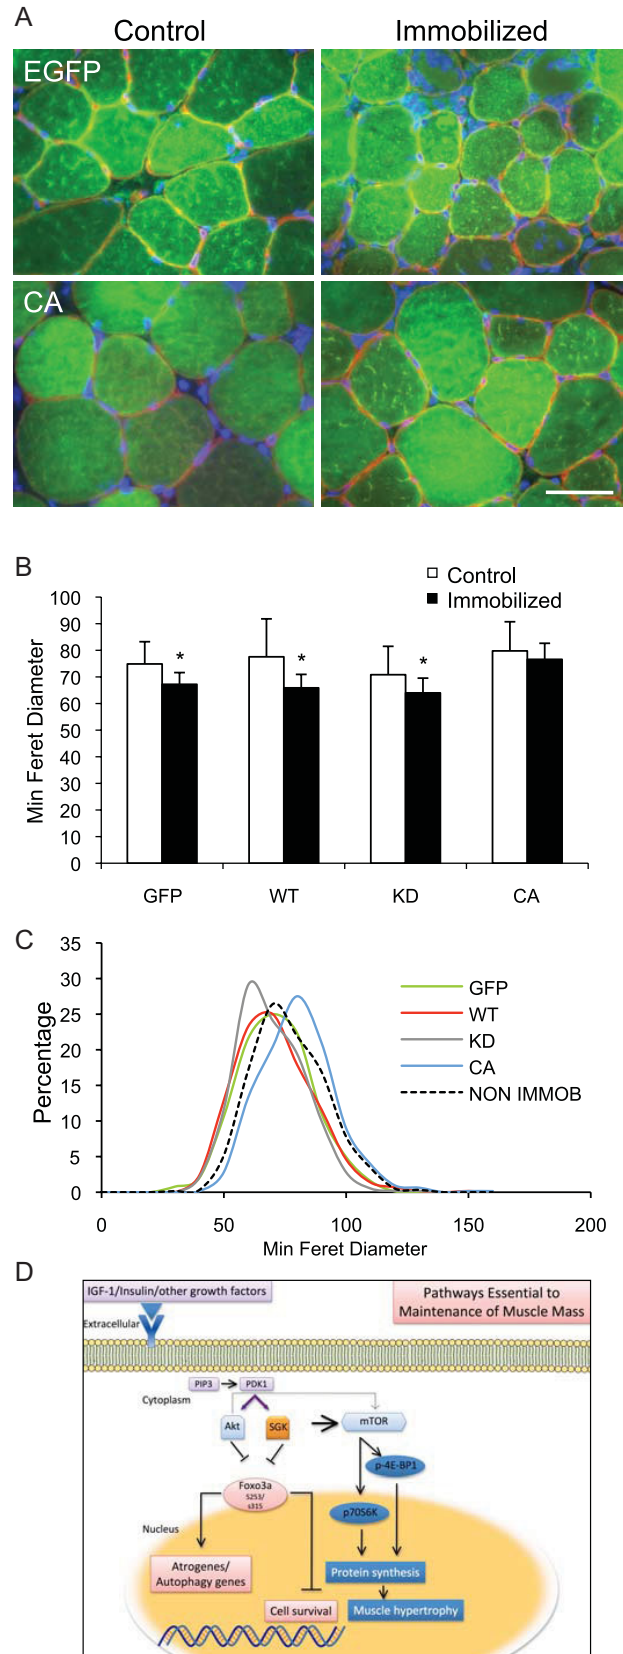 A
Control Immobilized
EGFP
CA
B
Control
Immobilized
Min Feret Diameter
100
90
80
70
60
50
40
30
20
10
0
* * *
GFP WT KD CA
C
Percentage
35
30
25
20
15
10
5
0
GFP
WT
KD
CA
NON IMMOB
0 50 100 150 200
Min Feret Diameter
D
IGF-1/Insulin/other growth factors
Pathways Essential to
Maintenance of Muscle Mass
Extracellular
PIP3 PDK1
Cytoplasm
Akt SGK mTOR
p-4E-BP1
Foxo3a
S253/
s315
p70S6K
Nucleus
Atrogenes/
Autophagy genes
Protein synthesis
Cell survival Muscle hypertrophy